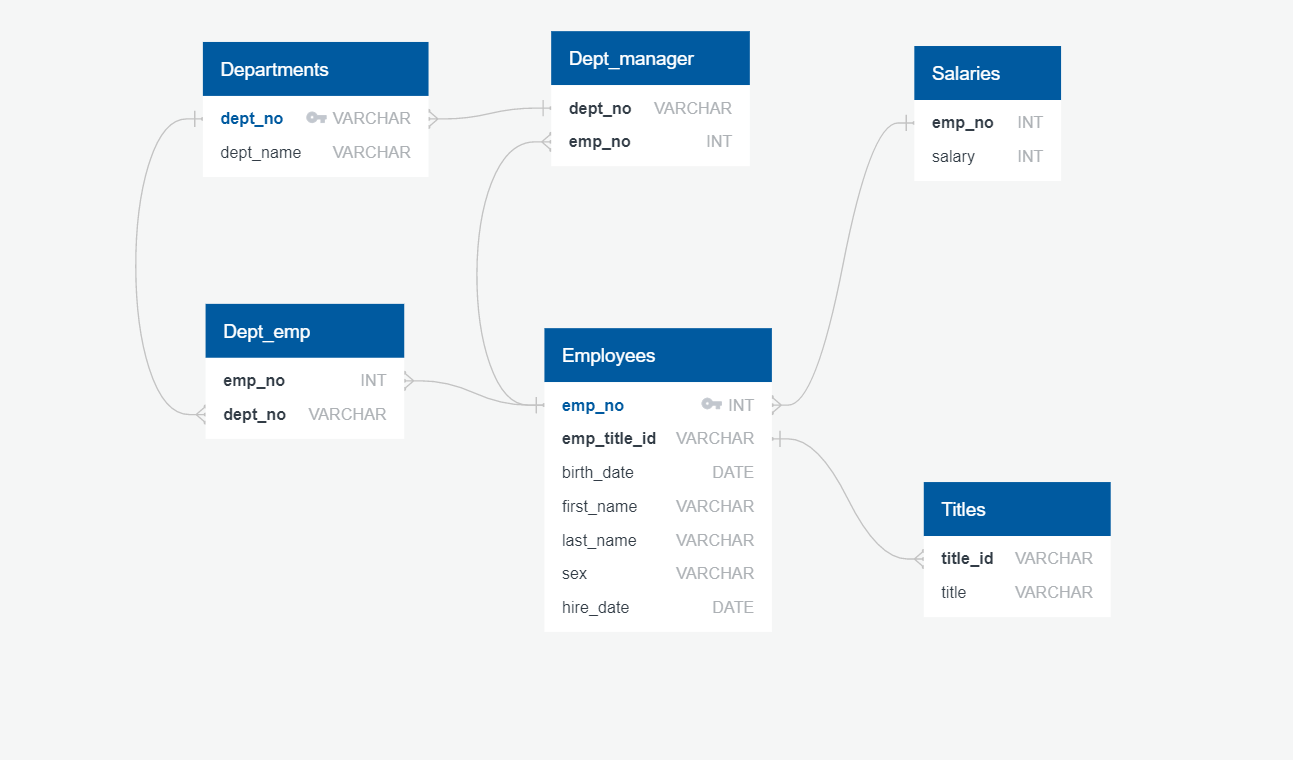 Departments
dept_no VARCHAR
dept_name VARCHAR
Dept_manager
dept_no VARCHAR
emp_no INT
Salaries
emp_no INT
salary INT
Dept_emp
emp_no INT
dept_no VARCHAR
Employees
emp_no INT
emp_title_id VARCHAR
birth_date DATE
first_name VARCHAR
last_name VARCHAR
sex VARCHAR
hire_date DATE
Titles
title_id VARCHAR
title VARCHAR